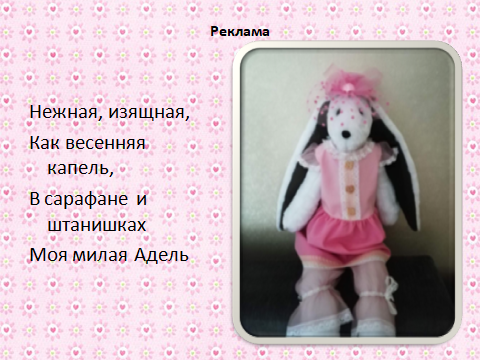 Реклама
Нежная, изящная,
Как весенняя
капель,
В сарафане и
штанишках
Моя милая Адель